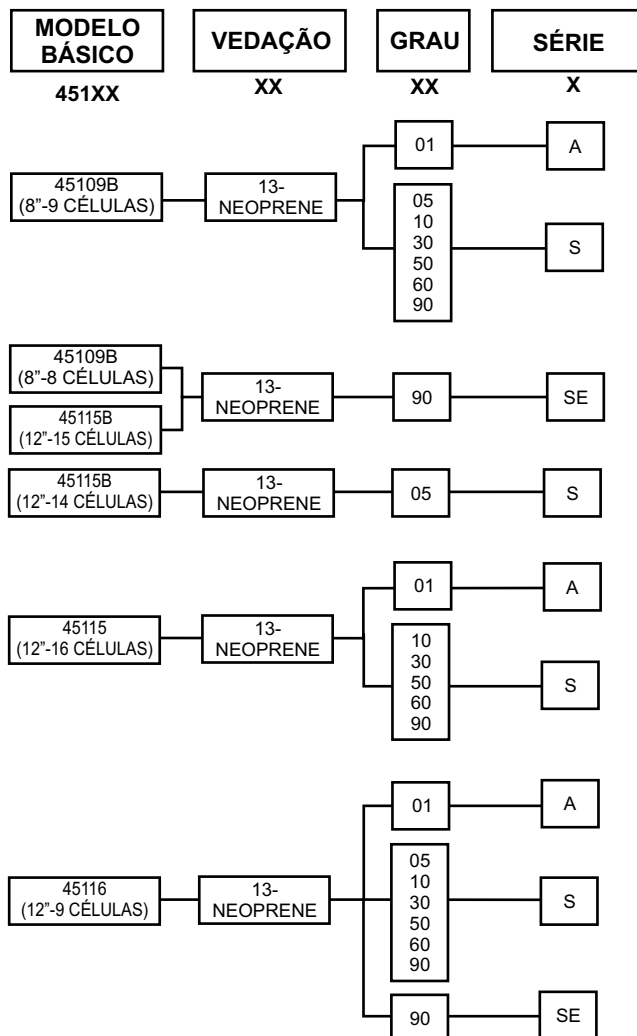 MODELO
BÁSICO
VEDAÇÃO
GRAU
SÉRIE
451XX
XX
XX
X
45109B
(8”-9 CÉLULAS)
13-
NEOPRENE
01
A
05
10
30
50
60
90
S
45109B
(8”-8 CÉLULAS)
45115B
(12”-15 CÉLULAS)
13-
NEOPRENE
90
SE
45115B
(12”-14 CÉLULAS)
13-
NEOPRENE
05
S
45115
(12”-16 CÉLULAS)
13-
NEOPRENE
01
A
10
30
50
60
90
S
45116
(12”-9 CÉLULAS)
13-
NEOPRENE
01
A
05
10
30
50
60
90
S
90
SE